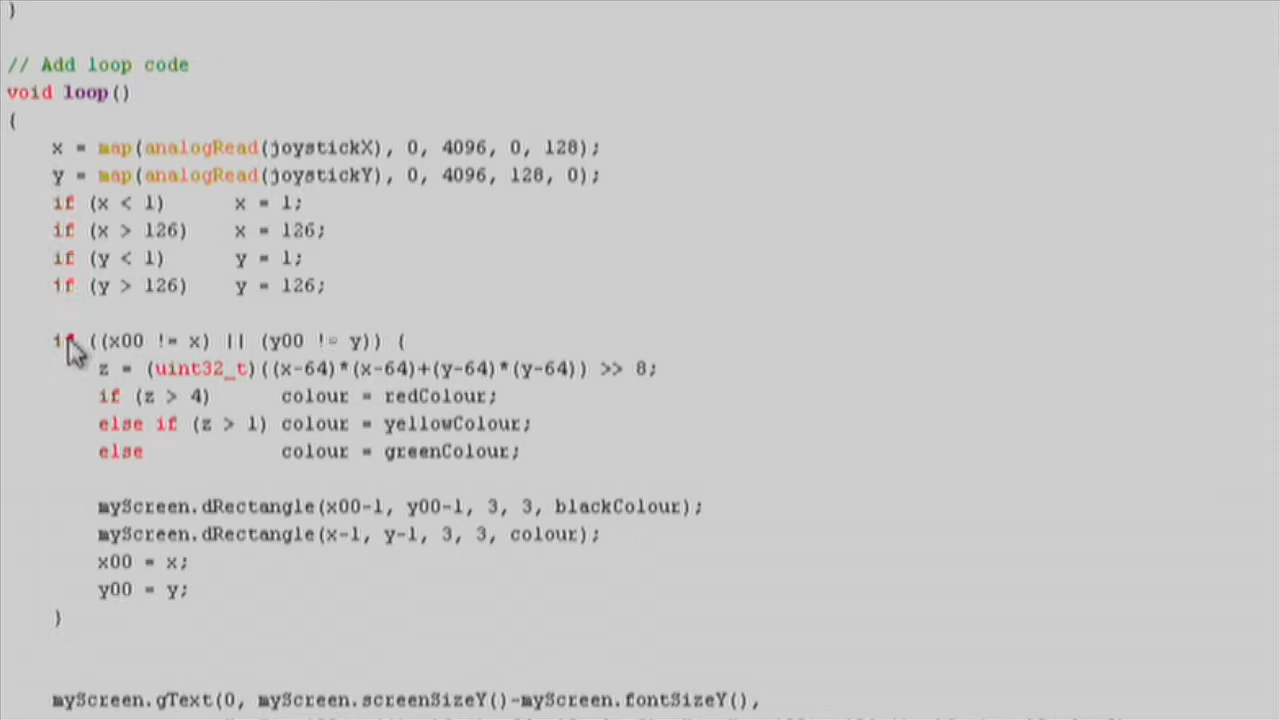 }
// Add loop code
void loop()
{
x = map(analogRead(joystickX), 0, 4096, 0, 128);
y = map(analogRead(joystickY), 0, 4096, 128, 0);
if (x < 1) x = 1;
if (x > 126) x = 126;
if (y < 1) y = 1;
if (y > 126) y = 126;
if ((x00 != x) || (y00 != y)) {
z = (uint32_t)((x-64)*(x-64)+(y-64)*(y-64)) >> 8;
if (z > 4) colour = redColour;
else if (z > 1) colour = yellowColour;
else colour = greenColour;
myScreen.dRectangle(x00-1, y00-1, 3, 3, blackColour);
myScreen.dRectangle(x-1, y-1, 3, 3, colour);
x00 = x;
y00 = y;
}
myScreen.gText(0, myScreen.screenSizeY()-myScreen.fontSizeY(),